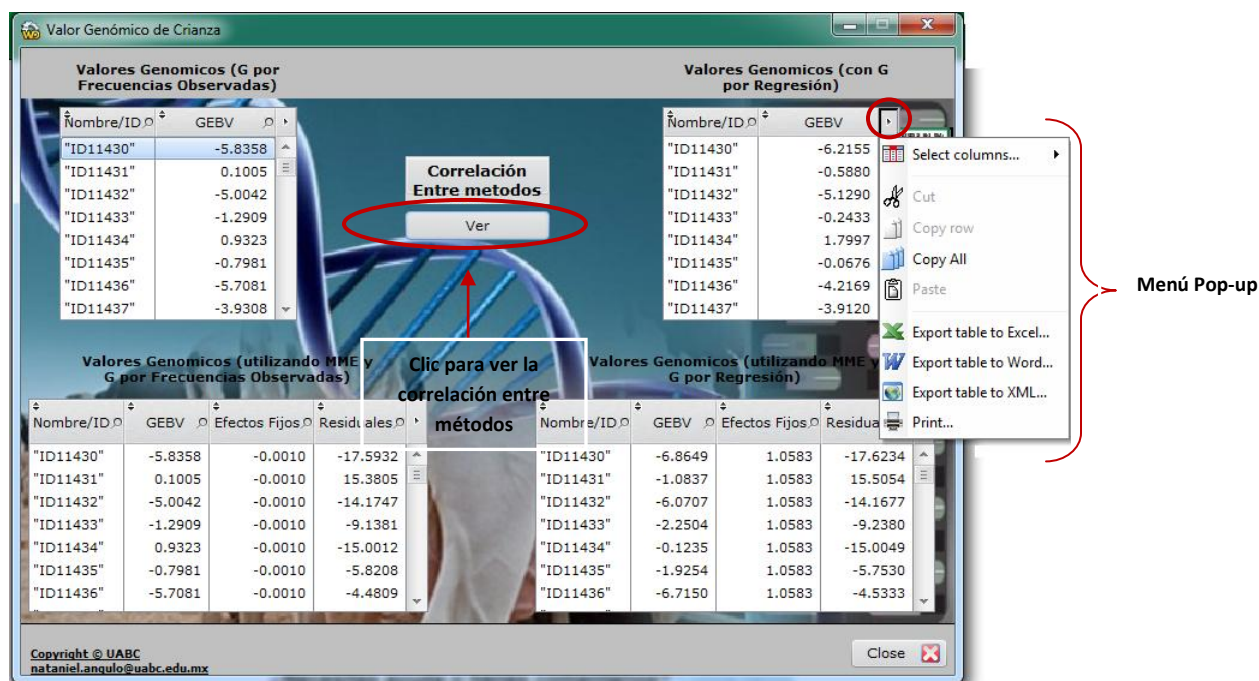 Valor Genómico de Crianza
Valores Genomicos (G por
Frecuencias Observadas)
Nombre/ID GEBV
"ID11430" -5.8358
"ID11431" 0.1005
"ID11432" -5.0042
"ID11433" -1.2909
"ID11434" 0.9323
"ID11435" -0.7981
"ID11436" -5.7081
"ID11437" -3.9308
Correlación
Entre metodos
Ver
Valores Genomicos (con G
por Regresión)
Nombre/ID GEBV
"ID11430" -6.2155
"ID11431" -0.5880
"ID11432" -5.1290
"ID11433" -0.2433
"ID11434" 1.7997
"ID11435" -0.0676
"ID11436" -4.2169
"ID11437" -3.9120
Select columns...
Cut
Copy row
Copy All
Paste
Export table to Excel...
Export table to Word...
Export table to XML...
Print...
Menú Pop-up
Clic para ver la
correlación entre
métodos
Valores Genomicos (utilizando MME y
G por Frecuencias Observadas)
Nombre/ID GEBV Efectos Fijos Residuales
"ID11430" -5.8358 -0.0010 -17.5932
"ID11431" 0.1005 -0.0010 15.3805
"ID11432" -5.0042 -0.0010 -14.1747
"ID11433" -1.2909 -0.0010 -9.1381
"ID11434" 0.9323 -0.0010 -15.0012
"ID11435" -0.7981 -0.0010 -5.8208
"ID11436" -5.7081 -0.0010 -4.4809
Valores Genomicos (utilizando MME y
G por Regresión)
Nombre/ID GEBV Efectos Fijos Residua
"ID11430" -6.8649 1.0583 -17.6234
"ID11431" -1.0837 1.0583 15.5054
"ID11432" -6.0707 1.0583 -14.1677
"ID11433" -2.2504 1.0583 -9.2380
"ID11434" -0.1235 1.0583 -15.0049
"ID11435" -1.9254 1.0583 -5.7530
"ID11436" -6.7150 1.0583 -4.5333
Copyright © UABC
nataniel.angulo@uabc.edu.mx
Close